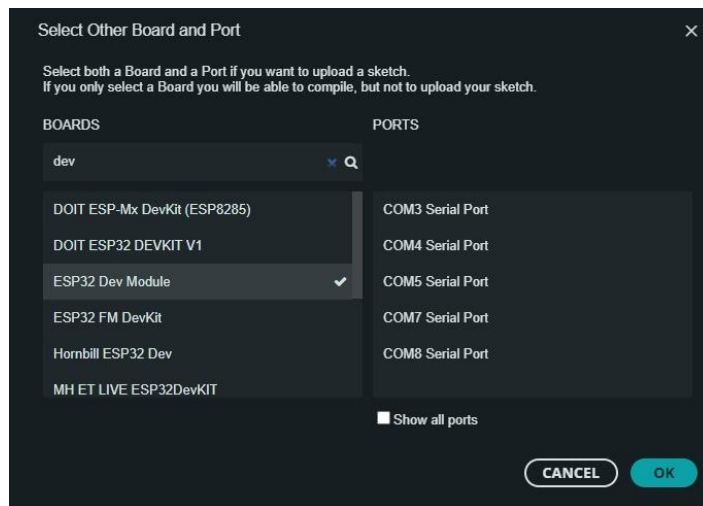 Select Other Board and Port
Select both a Board and a Port if you want to upload a sketch.
If you only select a Board you will be able to compile, but not to upload your sketch.
BOARDS
dev
DOIT ESP-Mx DevKit (ESP8285)
DOIT ESP32 DEVKIT V1
ESP32 Dev Module
ESP32 FM DevKit
Hornbill ESP32 Dev
MH ET LIVE ESP32DevKIT
PORTS
COM3 Serial Port
COM4 Serial Port
COM5 Serial Port
COM7 Serial Port
COM8 Serial Port
Show all ports
CANCEL
OK